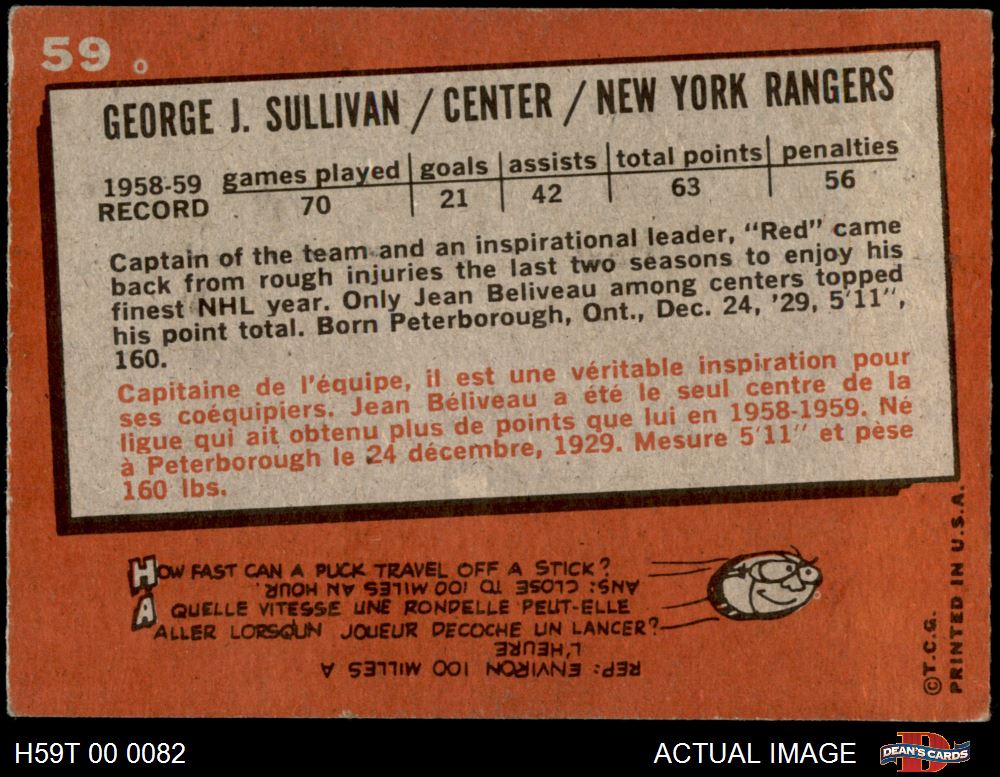 59
GEORGE J. SULLIVAN / CENTER / NEW YORK RANGERS
1958-59 RECORD | games played | goals | assists | total points | penalties
70 | 21 | 42 | 63 | 56
Captain of the team and an inspirational leader, “Red” came
back from rough injuries the last two seasons to enjoy his
finest NHL year. Only Jean Beliveau among centers topped
his point total. Born Peterborough, Ont., Dec. 24, ’29, 5’11”,
160.
Capitaine de l’équipe, il est une véritable inspiration pour
ses coéquipiers. Jean Béliveau a été le seul centre de la
ligue qui ait obtenu plus de points que lui en 1958-1959. Né
à Peterborough le 24 décembre, 1929. Mesure 5’11” et pèse
160 lbs.
HOW FAST CAN A PUCK TRAVEL OFF A STICK?
ANS: CLOSE TO 100 MILES AN HOUR.
A QUELLE VITESSE UNE RONDELLE PEUT-ELLE
ALLER LORSQUN JOUEUR DECOCHE UN LANCER?
REP: ENVIRON 100 MILLES A
L'HEURE
©T.C.G.
PRINTED IN U.S.A.
H59T 00 0082
ACTUAL IMAGE
DEAN'S CARDS